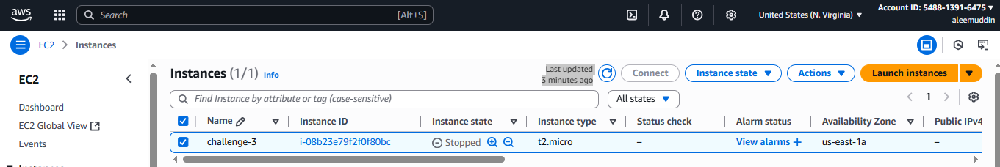 aws Search [Alt+S] United States (N. Virginia) Account ID: 5488-1391-6475
aleemuddin
EC2 > Instances
EC2
Dashboard
EC2 Global View
Events
Instances (1/1) Info
Last updated
3 minutes ago
Connect Instance state Actions Launch instances
Find Instance by attribute or tag (case-sensitive) All states 1
Name Instance ID Instance state Instance type Status check Alarm status Availability Zone Public IPv4
challenge-3 i-08b23e79f2f0f80bc Stopped t2.micro – View alarms + us-east-1a –